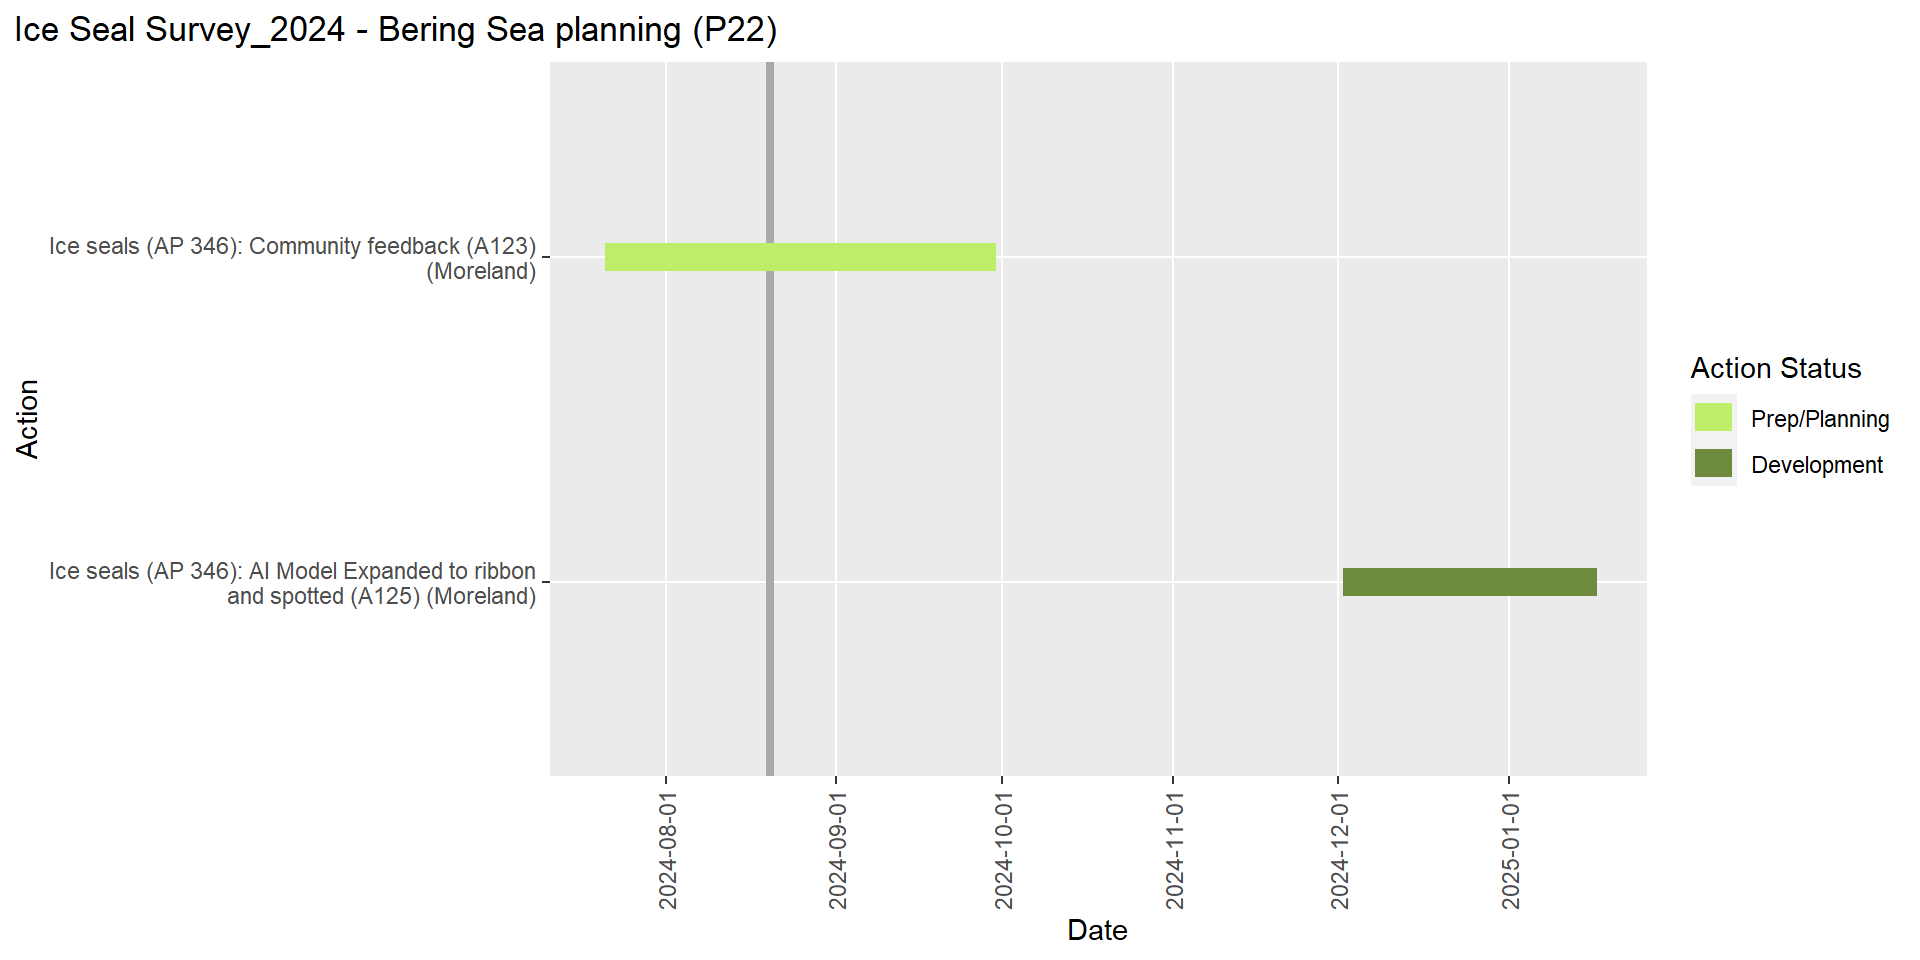 Ice Seal Survey_2024 - Bering Sea planning (P22)
Action
Ice seals (AP 346): Community feedback (A123)
(Moreland)
Ice seals (AP 346): AI Model Expanded to ribbon
and spotted (A125) (Moreland)
2024-08-01
2024-09-01
2024-10-01
2024-11-01
2024-12-01
2025-01-01
Date
Action Status
Prep/Planning
Development